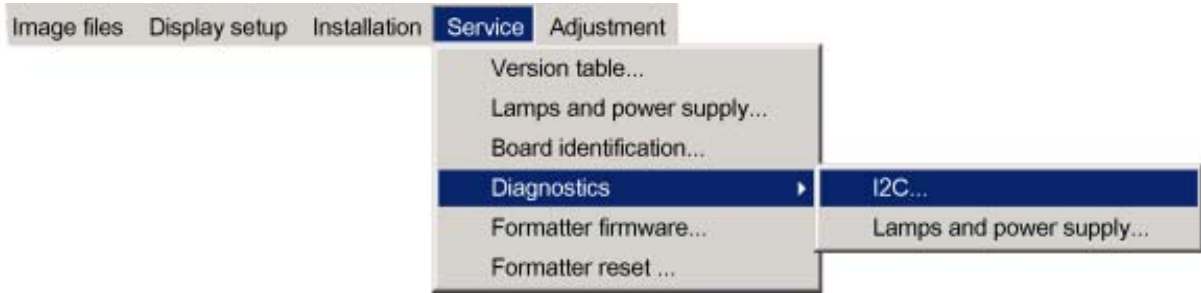 Image files Display setup Installation Service Adjustment
Version table...
Lamps and power supply...
Board identification...
Diagnostics
I2C...
Formatter firmware...
Lamps and power supply...
Formatter reset ...